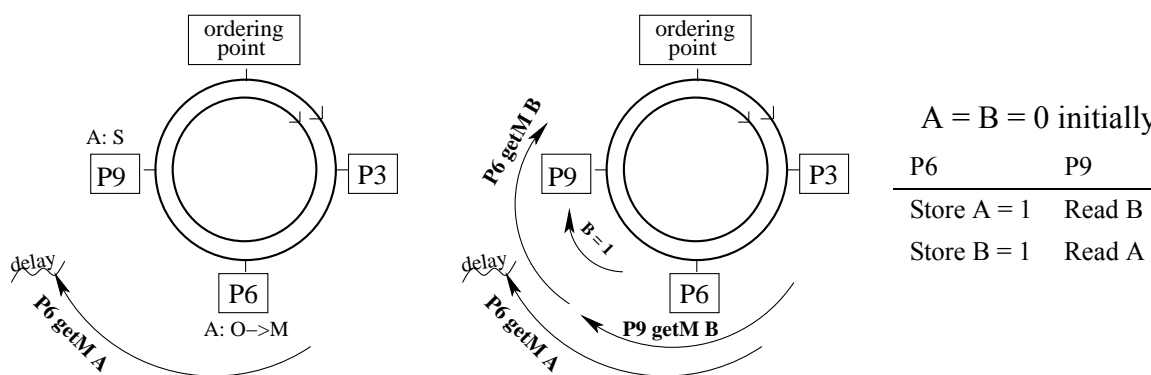 ordering
point
A: S
P9
P3
delay
P6
P6 getM A
A: O−>M
ordering
point
P6 getM B
P9
P3
B = 1
delay
P6
P9 getM B
P6 getM A
A = B = 0 initially
P6 P9
Store A = 1 Read B
Store B = 1 Read A